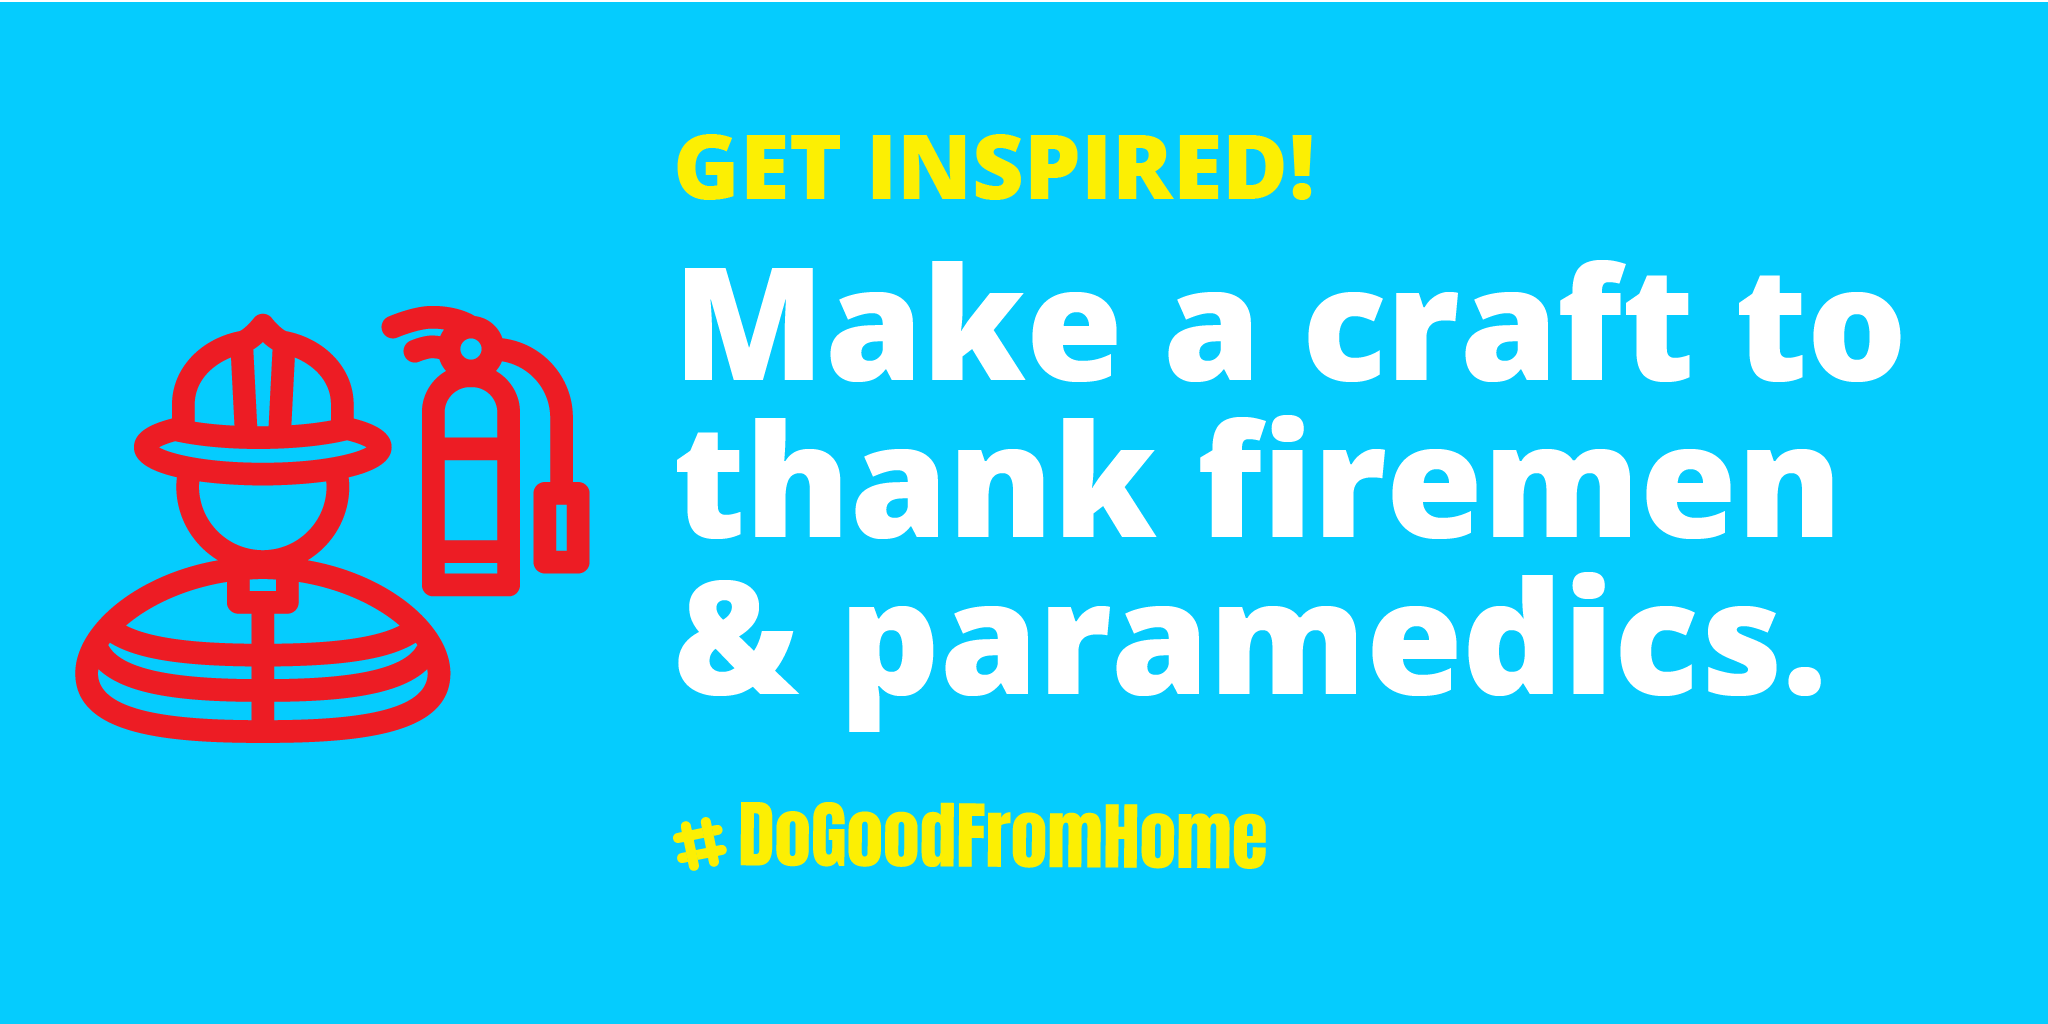 GET INSPIRED!
Make a craft to
thank firemen
& paramedics.
#DoGoodFromHome